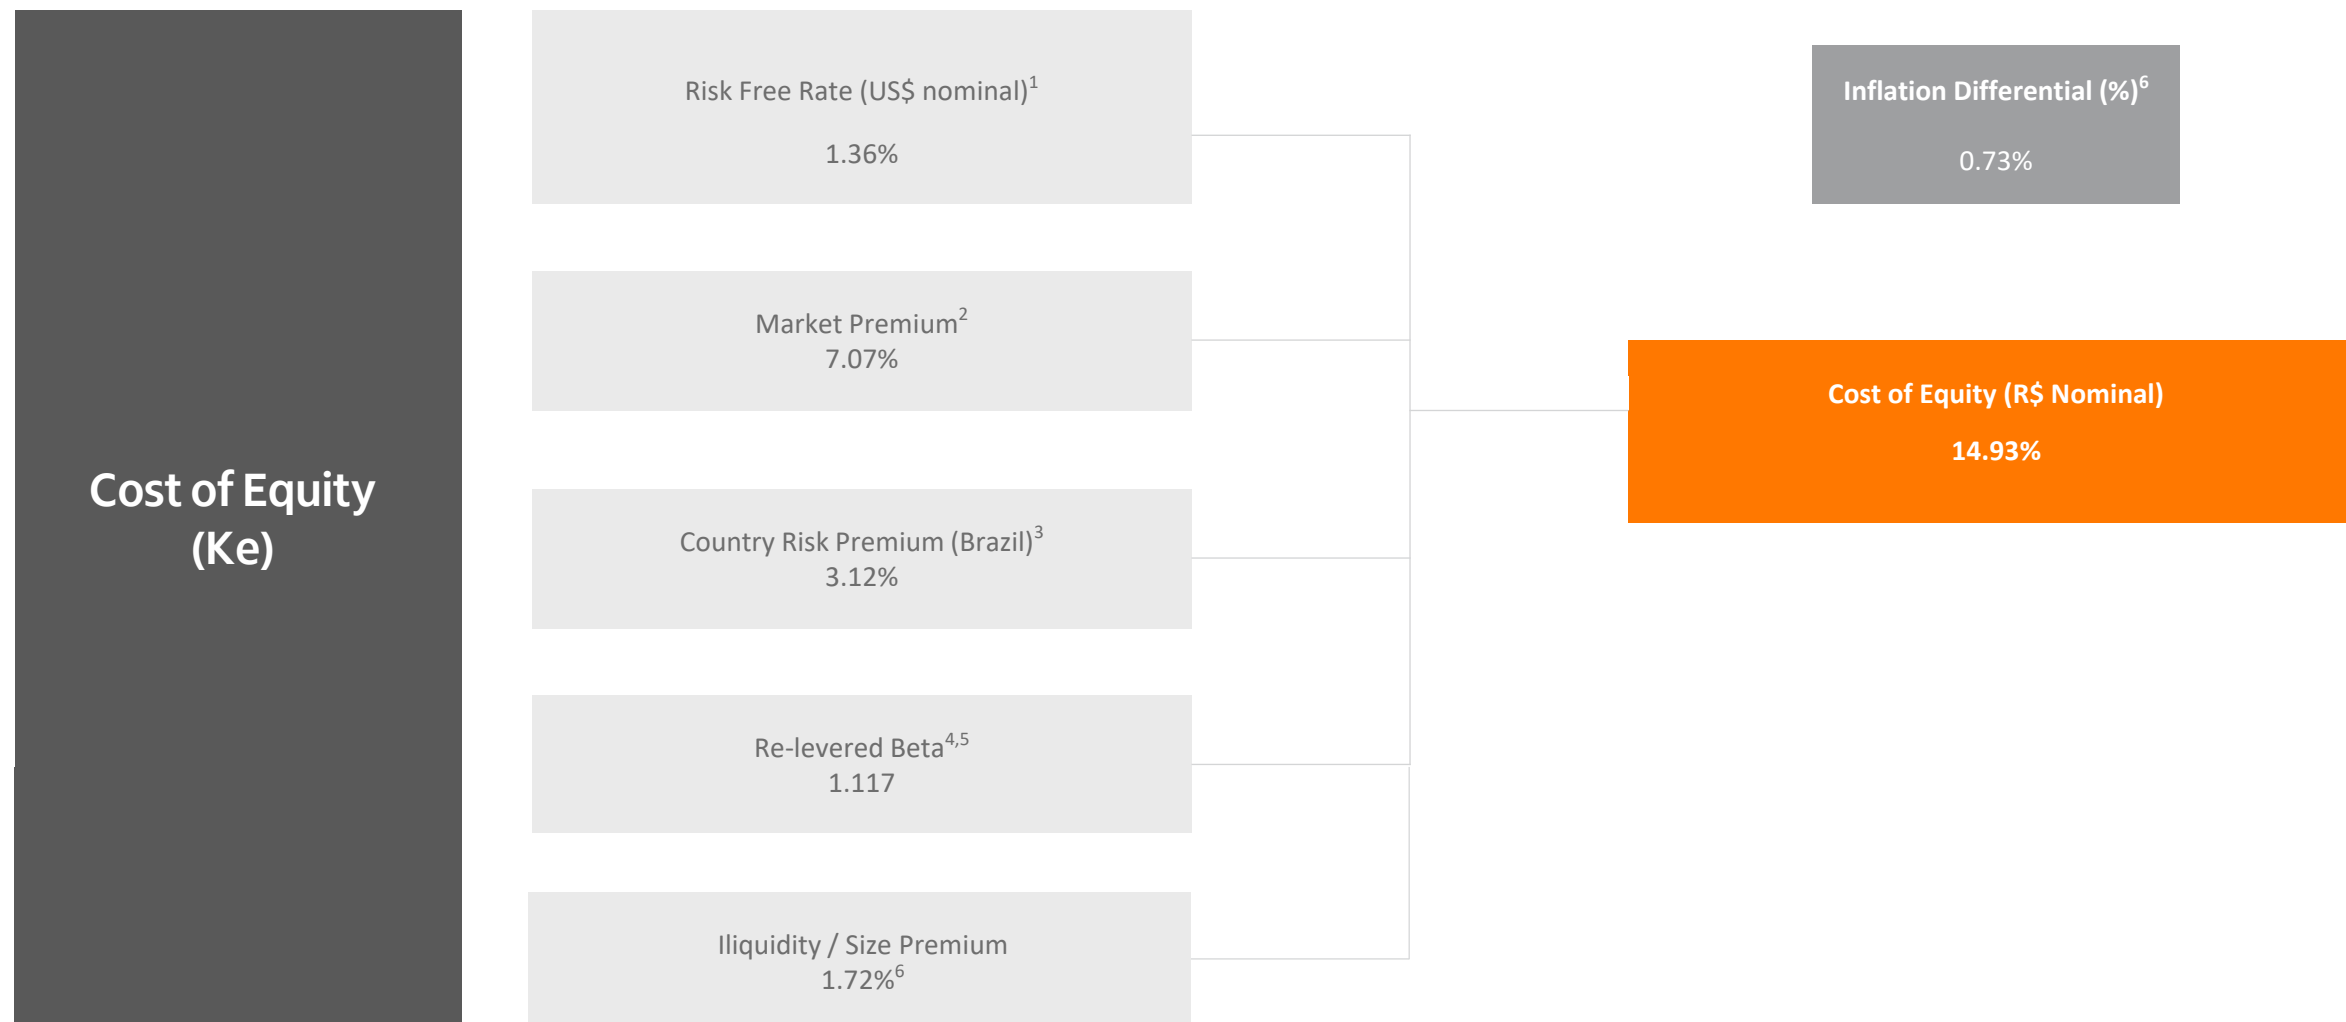 Cost of Equity
(Ke)
Risk Free Rate (US$ nominal)1
1.36%
Market Premium2
7.07%
Country Risk Premium (Brazil)3
3.12%
Re-levered Beta4,5
1.117
Iliquidity / Size Premium
1.72%6
Inflation Differential (%)6
0.73%
Cost of Equity (R$ Nominal)
14.93%